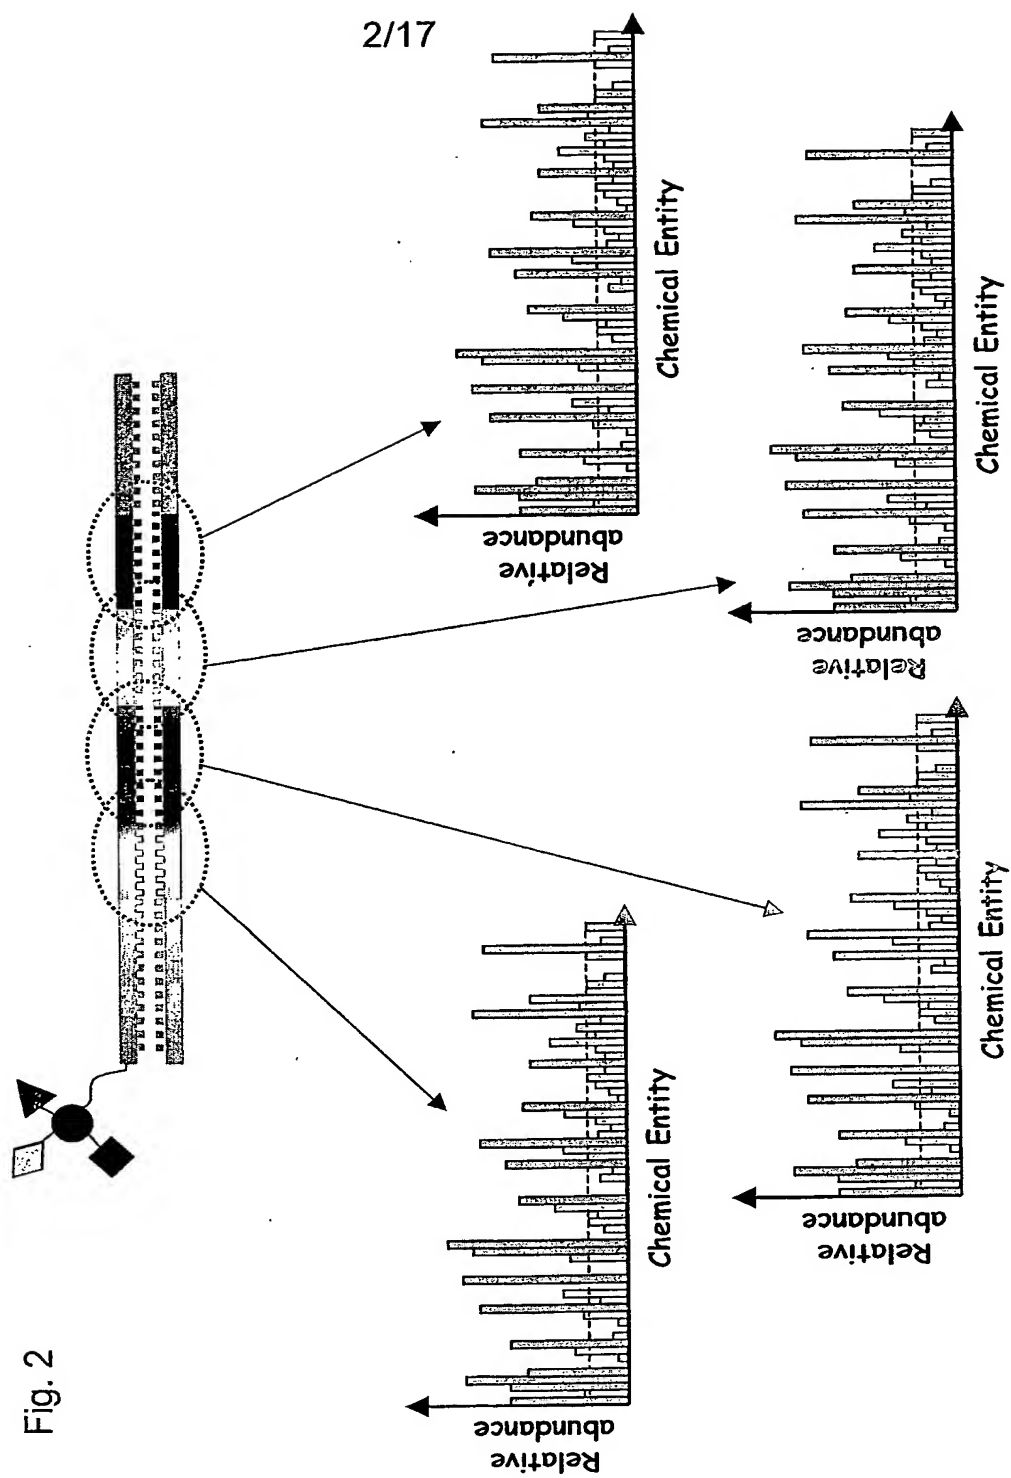 2/17
Fig. 2
Relative
abundance
Chemical Entity
Relative
abundance
Chemical Entity
Relative
abundance
Chemical Entity
Relative
abundance
Chemical Entity